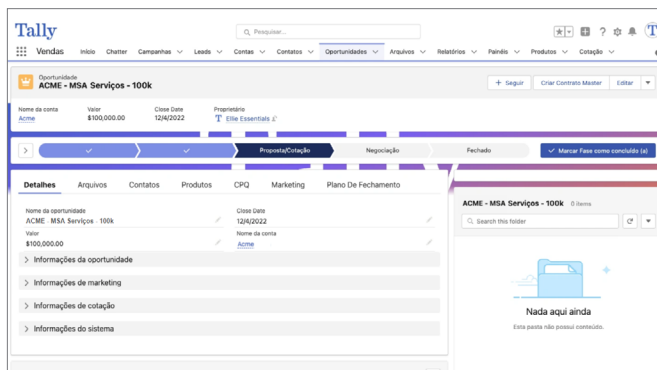 Tally
Pesquisar...
Vendas Início Chatter Campanhas Leads Contas Contatos Oportunidades Arquivos Relatórios Painéis Produtos Cotação
Oportunidade
ACME - MSA Serviços - 100k
+ Seguir Criar Contrato Master Editar
Nome da conta Valor Close Date Proprietário
Acme $100,000.00 12/4/2022 T Ellie Essentials
Proposta/Cotação Negociação Fechado Marcar Fase como concluído (a)
Detalhes Arquivos Contatos Produtos CPQ Marketing Plano De Fechamento
Nome da oportunidade Close Date
ACME - MSA Serviços - 100k 12/4/2022
Valor Nome da conta
$100,000.00 Acme
Informações da oportunidade
Informações de marketing
Informações de cotação
Informações do sistema
ACME - MSA Serviços - 100k 0 items
Search this folder
Nada aqui ainda
Esta pasta não possui conteúdo.